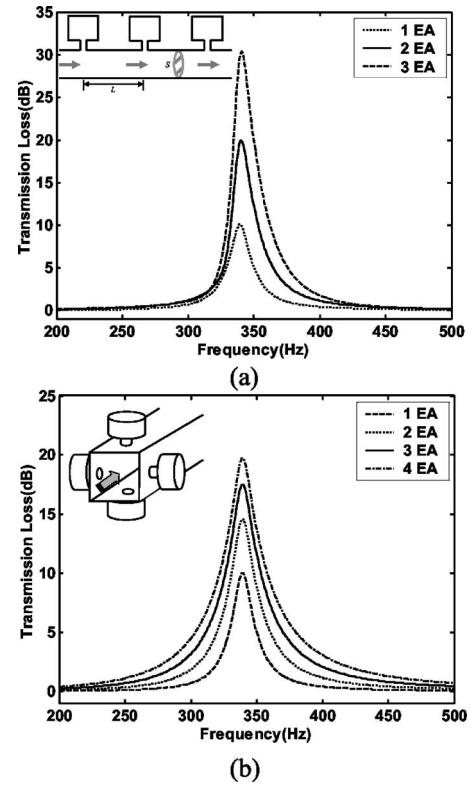 (a)
35
30
25
20
15
10
5
0
Transmission Loss(dB)
S
L
1 EA
2 EA
3 EA
200 250 300 350 400 450 500
Frequency(Hz)
(a)
25
20
15
10
5
0
Transmission Loss(dB)
1 EA
2 EA
3 EA
4 EA
200 250 300 350 400 450 500
Frequency(Hz)
(b)